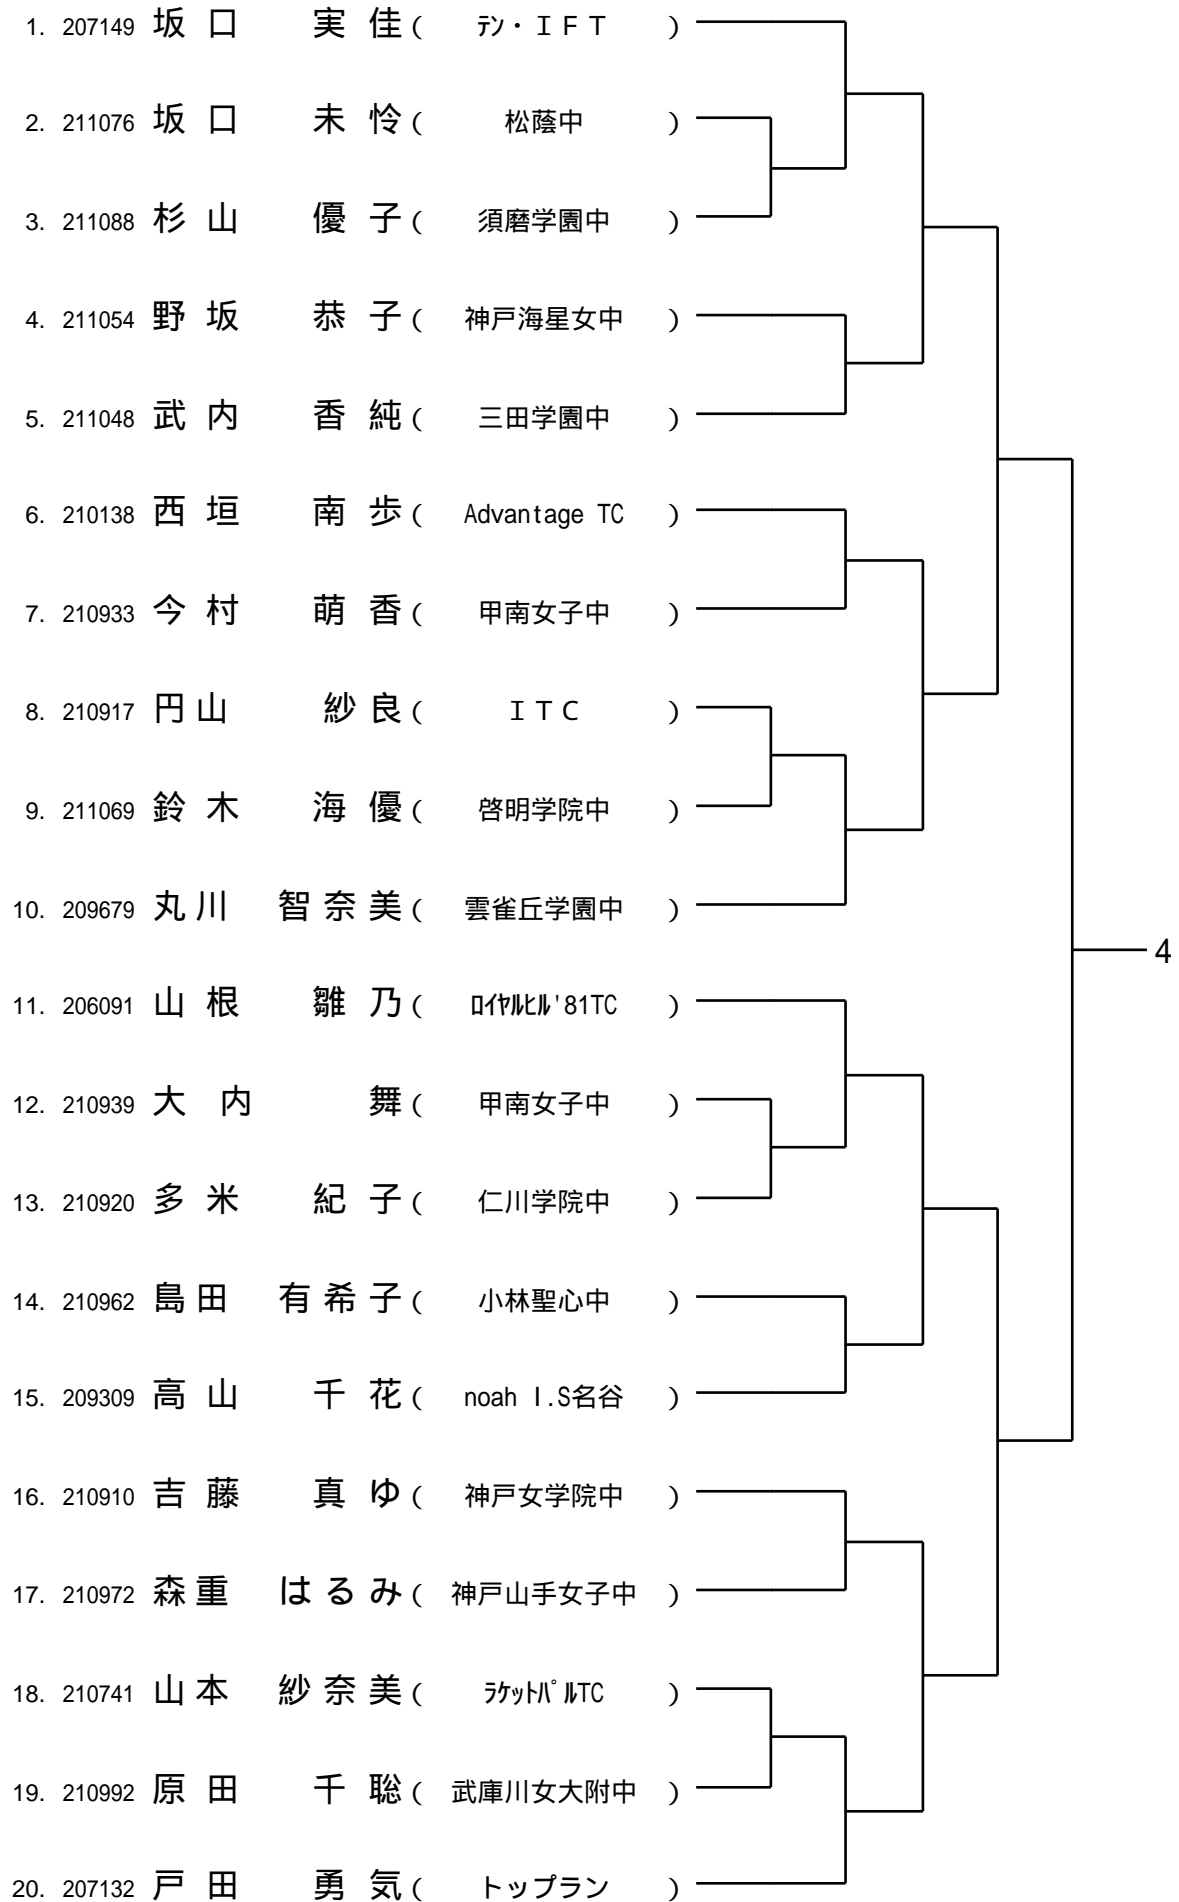 1. 207149 坂口 実佳( テン・ＩＦＴ )
2. 211076 坂口 未怜( 松蔭中 )
3. 211088 杉山 優子( 須磨学園中 )
4. 211054 野坂 恭子( 神戸海星女中 )
5. 211048 武内 香純( 三田学園中 )
6. 210138 西垣 南歩( Advantage TC )
7. 210933 今村 萌香( 甲南女子中 )
8. 210917 円山 紗良( ＩＴＣ )
9. 211069 鈴木 海優( 啓明学院中 )
10. 209679 丸川 智奈美( 雲雀丘学園中 )
4
11. 206091 山根 雛乃( ﾛｲﾔﾙﾋﾙ'81TC )
12. 210939 大内 舞( 甲南女子中 )
13. 210920 多米 紀子( 仁川学院中 )
14. 210962 島田 有希子( 小林聖心中 )
15. 209309 高山 千花( noah I.S名谷 )
16. 210910 吉藤 真ゆ( 神戸女学院中 )
17. 210972 森重 はるみ( 神戸山手女子中 )
18. 210741 山本 紗奈美( ﾗｹｯﾄﾊﾟﾙTC )
19. 210992 原田 千聡( 武庫川女大附中 )
20. 207132 戸田 勇気( トップラン )